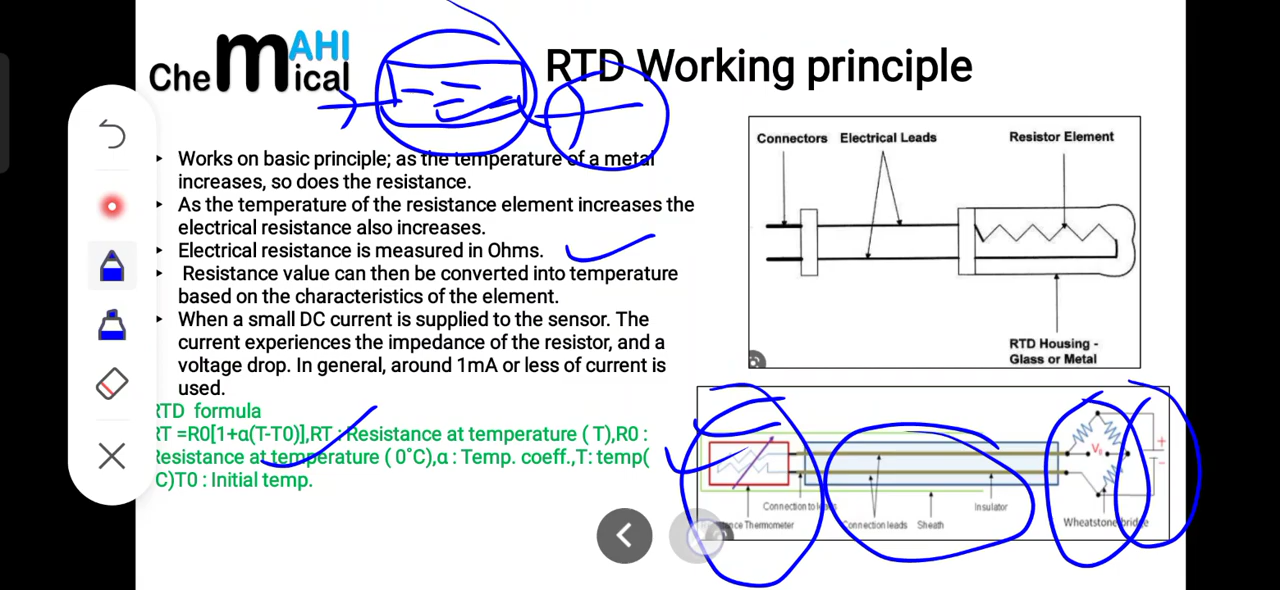 Che mAHI ical
RTD Working principle
Works on basic principle; as the temperature of a metal
increases, so does the resistance.
As the temperature of the resistance element increases the
electrical resistance also increases.
Electrical resistance is measured in Ohms.
Resistance value can then be converted into temperature
based on the characteristics of the element.
When a small DC current is supplied to the sensor. The
current experiences the impedance of the resistor, and a
voltage drop. In general, around 1mA or less of current is
used.
RTD formula
RT =R0[1+α(T-T0)],RT : Resistance at temperature ( T),R0 :
Resistance at temperature ( 0˚C),α : Temp. coeff.,T: temp(
C)T0 : Initial temp.
Connectors Electrical Leads Resistor Element
RTD Housing -
Glass or Metal
+
−
Connection to leads
Insulator
Thermometer Connection leads Sheath Wheatstone bridge